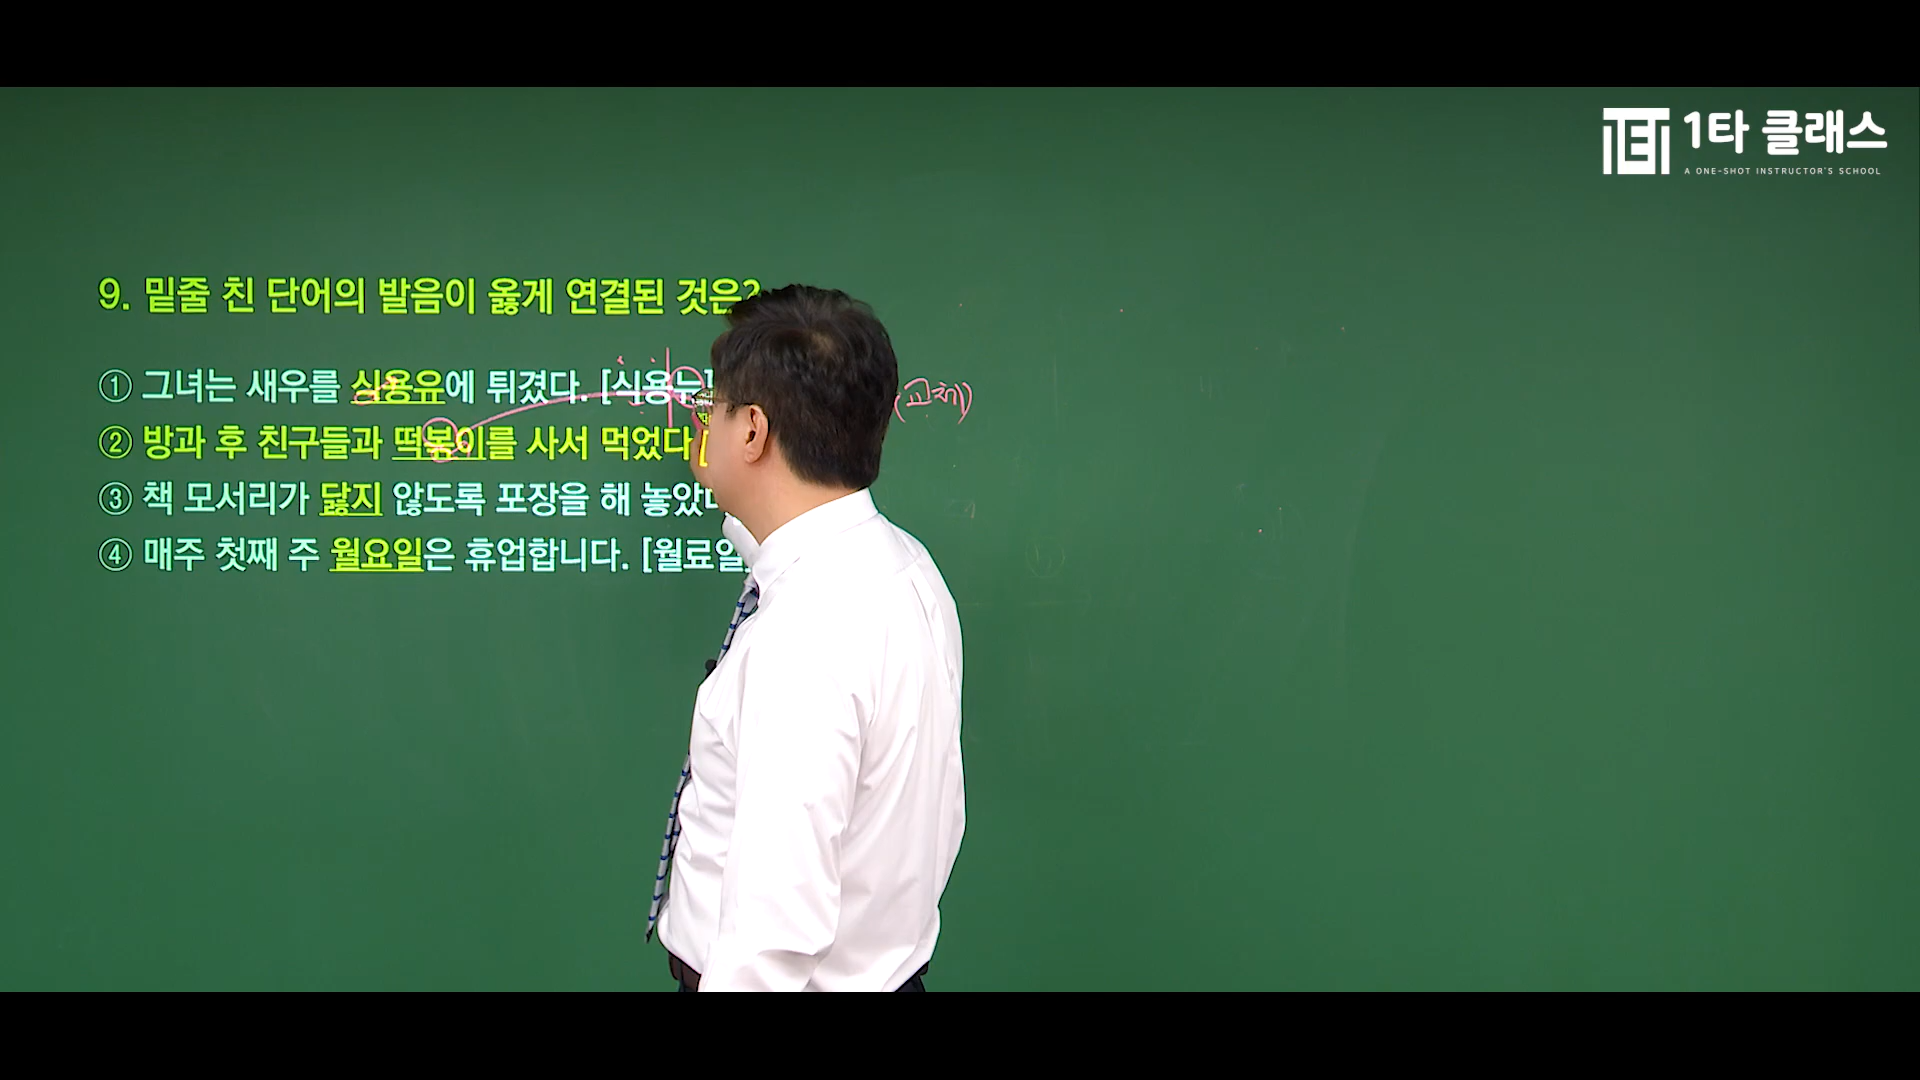 1타 클래스
A ONE-SHOT INSTRUCTOR'S SCHOOL
9. 밑줄 친 단어의 발음이 옳게 연결된 것은?
① 그녀는 새우를 식용유에 튀겼다. [식용뉴]
(교체)
② 방과 후 친구들과 떡볶이를 사서 먹었다. [
③ 책 모서리가 닳지 않도록 포장을 해 놓았
④ 매주 첫째 주 월요일은 휴업합니다. [월료일]